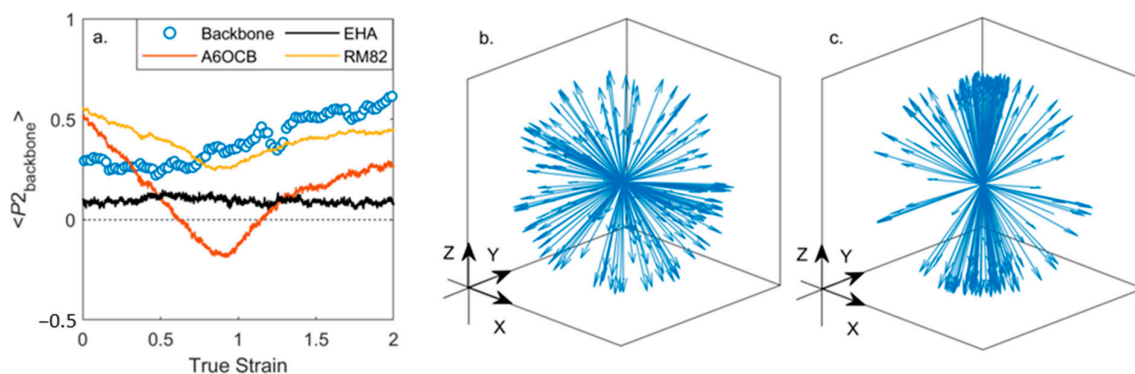 a.
Backbone
EHA
A6OCB
RM82
<P2backbone>
1
0.5
0
−0.5
0
0.5
1
1.5
2
True Strain
b.
Z
Y
X
c.
Z
Y
X